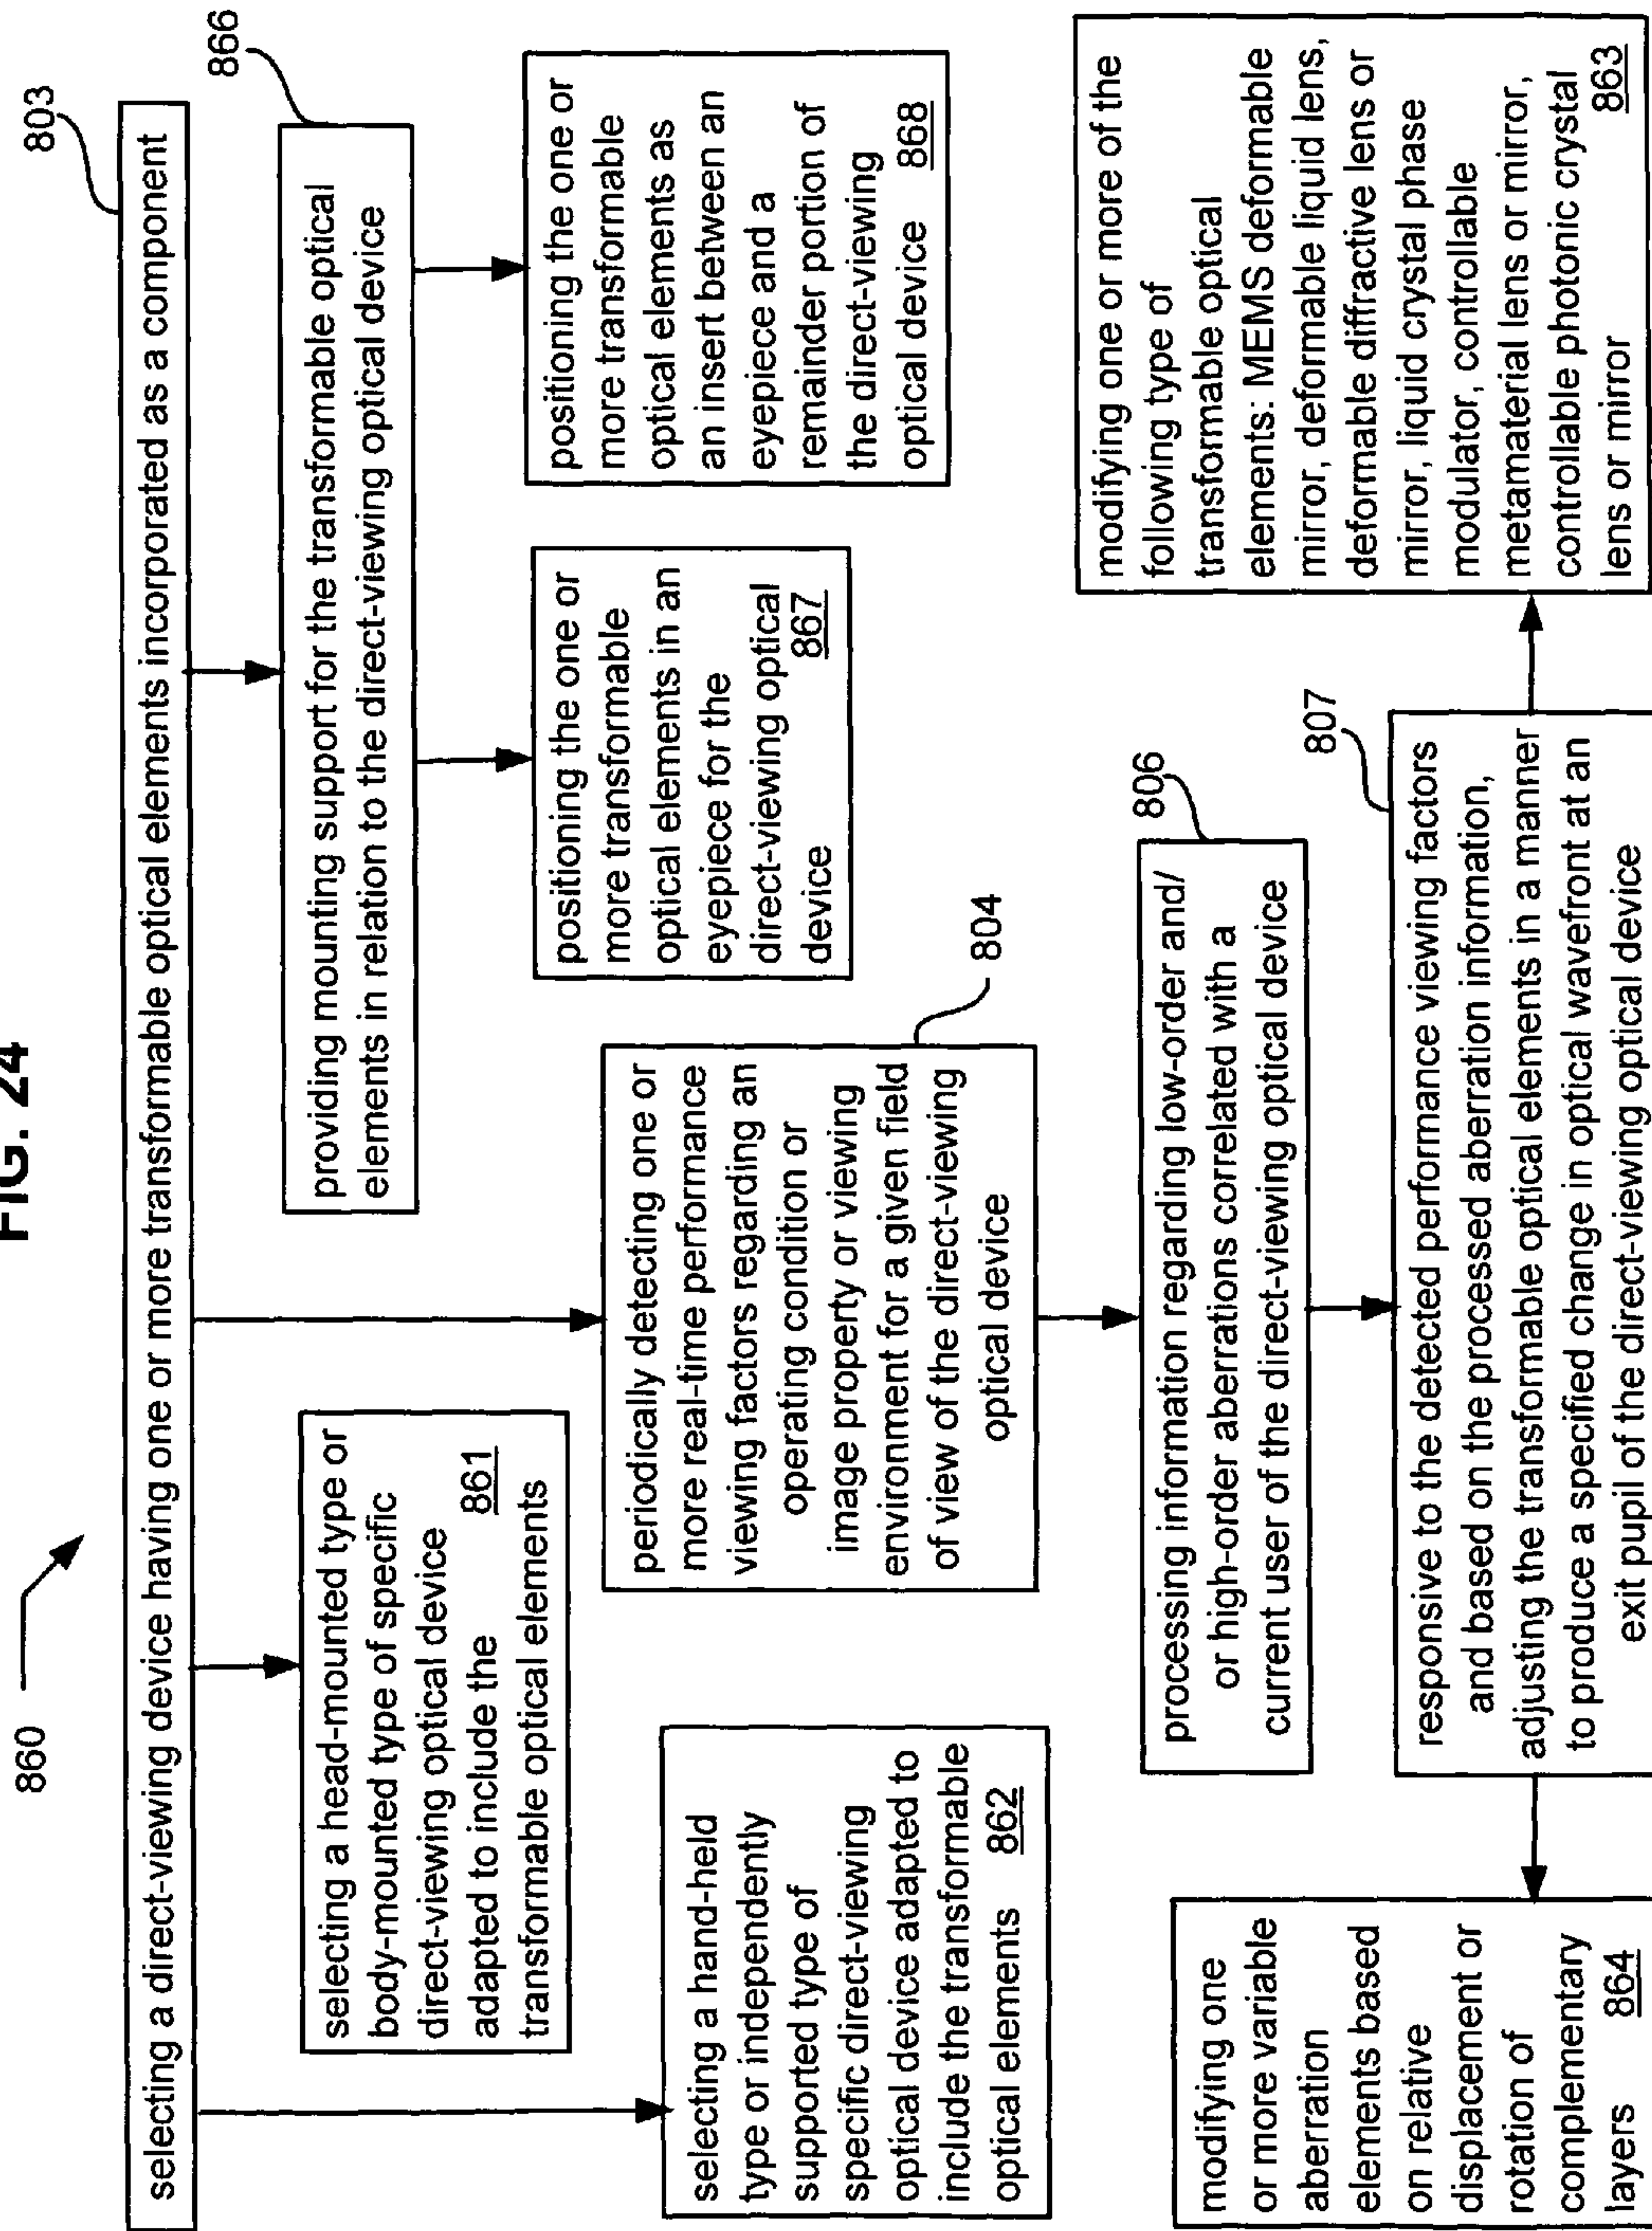 FIG. 24
860
803
selecting a direct-viewing device having one or more transformable optical elements incorporated as a component
866
providing mounting support for the transformable optical
elements in relation to the direct-viewing optical device
selecting a head-mounted type or
body-mounted type of specific
direct-viewing optical device
adapted to include the 861
transformable optical elements
positioning the one or
more transformable
optical elements in an
eyepiece for the
direct-viewing optical
device 867
positioning the one or
more transformable
optical elements as
an insert between an
eyepiece and a
remainder portion of
the direct-viewing
optical device 868
selecting a hand-held
type or independently
supported type of
specific direct-viewing
optical device adapted to
include the transformable
optical elements 862
periodically detecting one or
more real-time performance
viewing factors regarding an
operating condition or
image property or viewing
environment for a given field
of view of the direct-viewing
optical device
804
806
processing information regarding low-order and/
or high-order aberrations correlated with a
current user of the direct-viewing optical device
807
responsive to the detected performance viewing factors
and based on the processed aberration information,
adjusting the transformable optical elements in a manner
to produce a specified change in optical wavefront at an
exit pupil of the direct-viewing optical device
modifying one
or more variable
aberration
elements based
on relative
displacement or
rotation of
complementary
layers 864
modifying one or more of the
following type of
transformable optical
elements: MEMS deformable
mirror, deformable liquid lens,
deformable diffractive lens or
mirror, liquid crystal phase
modulator, controllable
metamaterial lens or mirror,
controllable photonic crystal
lens or mirror 863